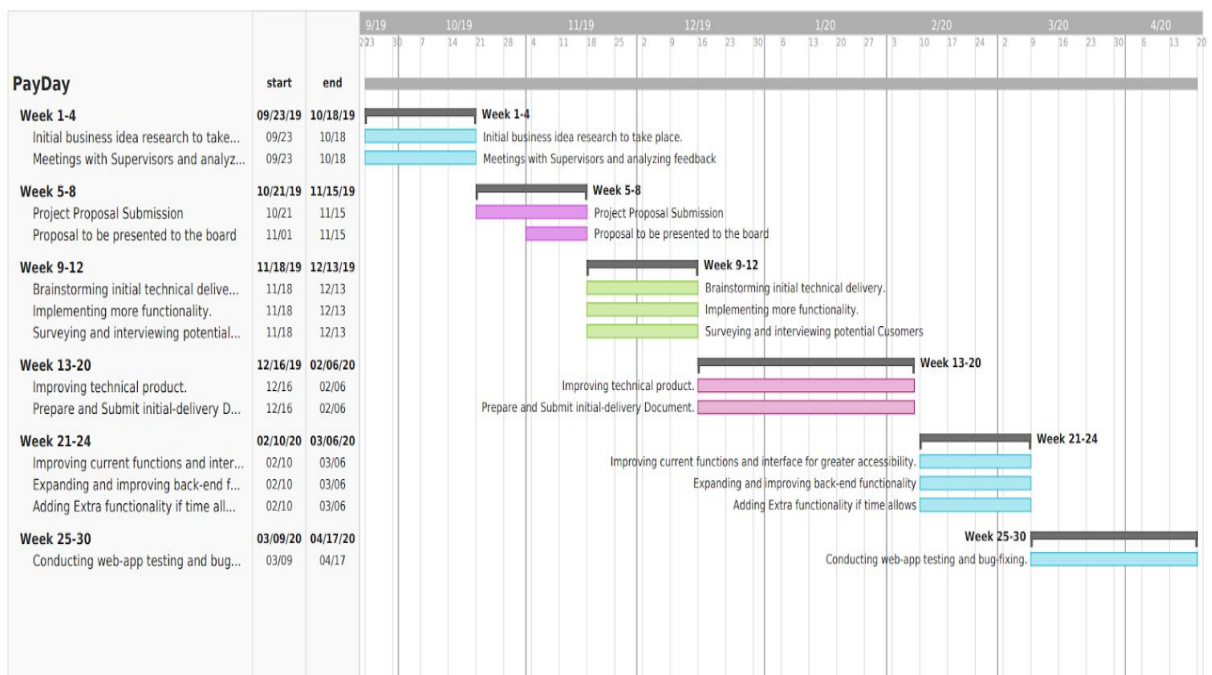 9/19 10/19 11/19 12/19 1/20 2/20 3/20 4/20
23 30 7 14 21 28 4 11 18 25 2 9 16 23 30 6 13 20 27 3 10 17 24 2 9 16 23 30 6 13 20
PayDay start end
Week 1-4 09/23/19 10/18/19 Week 1-4
Initial business idea research to take... 09/23 10/18 Initial business idea research to take place.
Meetings with Supervisors and analyz... 09/23 10/18 Meetings with Supervisors and analyzing feedback
Week 5-8 10/21/19 11/15/19 Week 5-8
Project Proposal Submission 10/21 11/15 Project Proposal Submission
Proposal to be presented to the board 11/01 11/15 Proposal to be presented to the board
Week 9-12 11/18/19 12/13/19 Week 9-12
Brainstorming initial technical delive... 11/18 12/13 Brainstorming initial technical delivery.
Implementing more functionality. 11/18 12/13 Implementing more functionality.
Surveying and interviewing potential... 11/18 12/13 Surveying and interviewing potential Cusomers
Week 13-20 12/16/19 02/06/20 Week 13-20
Improving technical product. 12/16 02/06 Improving technical product.
Prepare and Submit initial-delivery D... 12/16 02/06 Prepare and Submit initial-delivery Document.
Week 21-24 02/10/20 03/06/20 Week 21-24
Improving current functions and inter... 02/10 03/06 Improving current functions and interface for greater accessibility.
Expanding and improving back-end f... 02/10 03/06 Expanding and improving back-end functionality
Adding Extra functionality if time all... 02/10 03/06 Adding Extra functionality if time allows
Week 25-30 03/09/20 04/17/20 Week 25-30
Conducting web-app testing and bug... 03/09 04/17 Conducting web-app testing and bug-fixing.